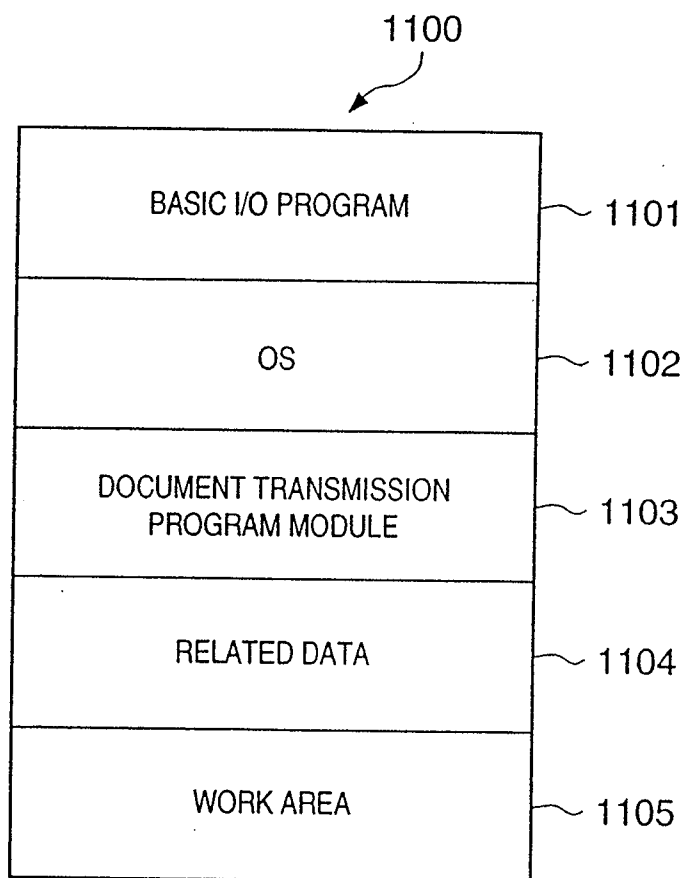 1100
BASIC I/O PROGRAM
1101
OS
1102
DOCUMENT TRANSMISSION
PROGRAM MODULE
1103
RELATED DATA
1104
WORK AREA
1105